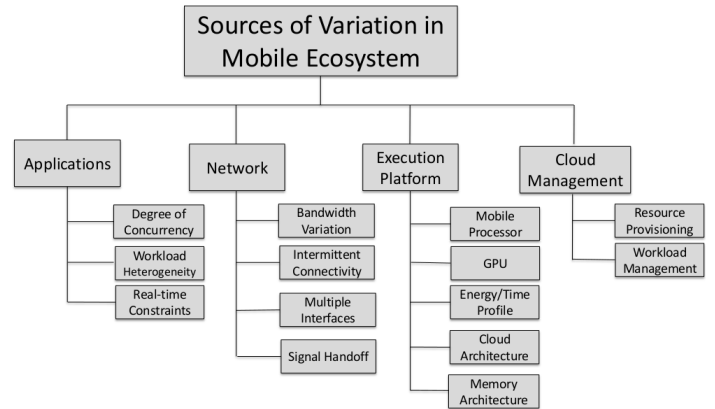 Sources of Variation in
Mobile Ecosystem
Applications
Degree of
Concurrency
Workload
Heterogeneity
Real-time
Constraints
Network
Bandwidth
Variation
Intermittent
Connectivity
Multiple
Interfaces
Signal Handoff
Execution
Platform
Mobile
Processor
GPU
Energy/Time
Profile
Cloud
Architecture
Memory
Architecture
Cloud
Management
Resource
Provisioning
Workload
Management